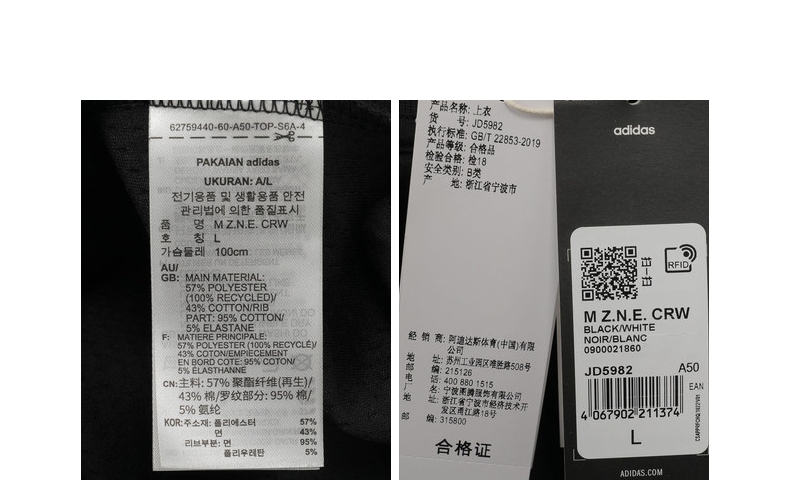 62759440-60-A50-TOP-S6A-4
PAKAIAN adidas
UKURAN: A/L
전기용품 및 생활용품 안전
관리법에 의한 품질표시
품 명 M Z.N.E. CRW
호 칭 L
가슴둘레 100cm
AU/
GB: MAIN MATERIAL:
57% POLYESTER
(100% RECYCLED)/
43% COTTON/RIB
PART: 95% COTTON/
5% ELASTANE
F: MATIERE PRINCIPALE:
57% POLYESTER (100% RECYCLÉ)/
43% COTON/EMPIECEMENT
EN BORD COTE: 95% COTON/
5% ÉLASTHANNE
CN: 主料: 57% 聚酯纤维(再生)/
43% 棉/罗纹部分: 95% 棉/
5% 氨纶
KOR: 주소재: 폴리에스터 57%
면 43%
리브부분: 면 95%
폴리우레탄 5%
产品名称: 上衣
货 号: JD5982
执行标准: GB/T 22853-2019
产品等级: 合格品
检验合格: 检18
安全类别: B类
产 地: 浙江省宁波市
经 销 商: 阿迪达斯体育(中国)有限
公司
地 址: 苏州工业园区唯胜路508号
邮 编: 215126
电 话: 400 880 1515
厂 名: 宁波图腾服饰有限公司
地 址: 浙江省宁波市经济技术开
发区甬江路18号
邮 编: 315800
合格证
adidas
RFID
M Z.N.E. CRW
BLACK/WHITE
NOIR/BLANC
0900021860
JD5982 A50
EAN
4 067902 211374
L
ADIDAS.COM